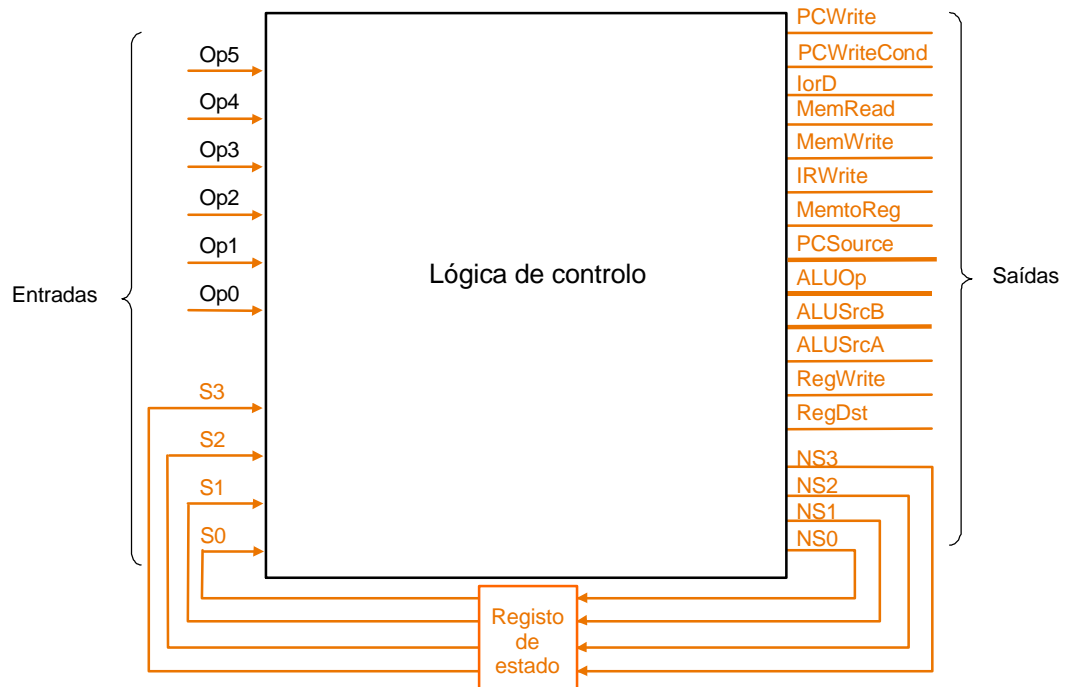 Entradas
Op5
Op4
Op3
Op2
Op1
Op0
S3
S2
S1
S0
Lógica de controlo
PCWrite
PCWriteCond
IorD
MemRead
MemWrite
IRWrite
MemtoReg
PCSource
ALUOp
ALUSrcB
ALUSrcA
RegWrite
RegDst
NS3
NS2
NS1
NS0
Saídas
Registo
de
estado